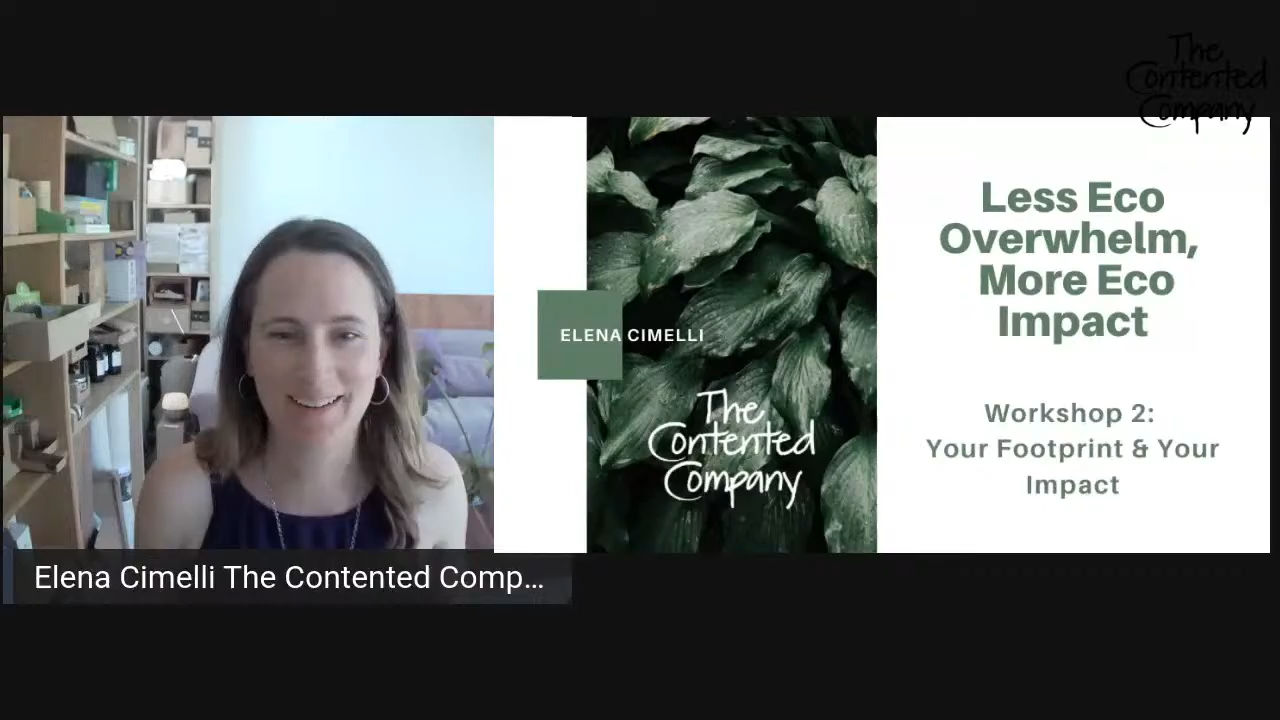 The
Contented
Company
Less Eco
Overwhelm,
More Eco
Impact
ELENA CIMELLI
The
Contented
Company
Workshop 2:
Your Footprint & Your
Impact
Elena Cimelli The Contented Comp...